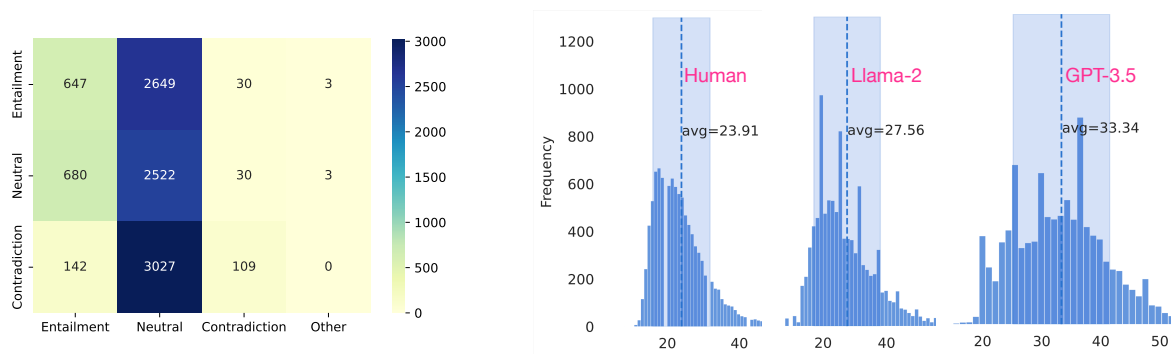 Entailment
Neutral
Contradiction
647 2649 30 3
680 2522 30 3
142 3027 109 0
Entailment Neutral Contradiction Other
3000
2500
2000
1500
1000
500
0
Frequency
1200
1000
800
600
400
200
0
Human
avg=23.91
20 40
Llama-2
avg=27.56
20 40
GPT-3.5
avg=33.34
20 30 40 50